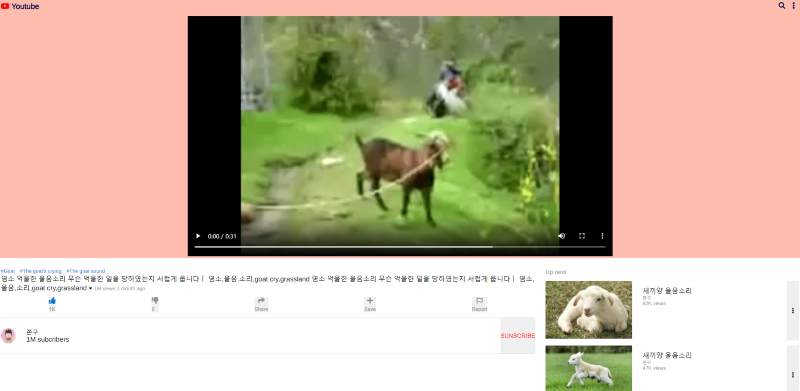 Youtube
0:00 / 0:31
#Goat #The goat's crying #The goat sound
염소 억울한 울음소리 무슨 억울한 일을 당하였는지 서럽게 웁니다ㅣ 염소,울음,소리,goat cry,grassland 염소 억울한 울음소리 무슨 억울한 일을 당하였는지 서럽게 웁니다ㅣ 염소,
울음,소리,goat cry,grassland
1M views 1 month ago
1K
Share
Save
Report
쫀구
1M subcribers
SUNSCRIBE
Up next
새끼양 울음소리
쫀구
83K views
새끼양 울음소리
쫀구
47K views